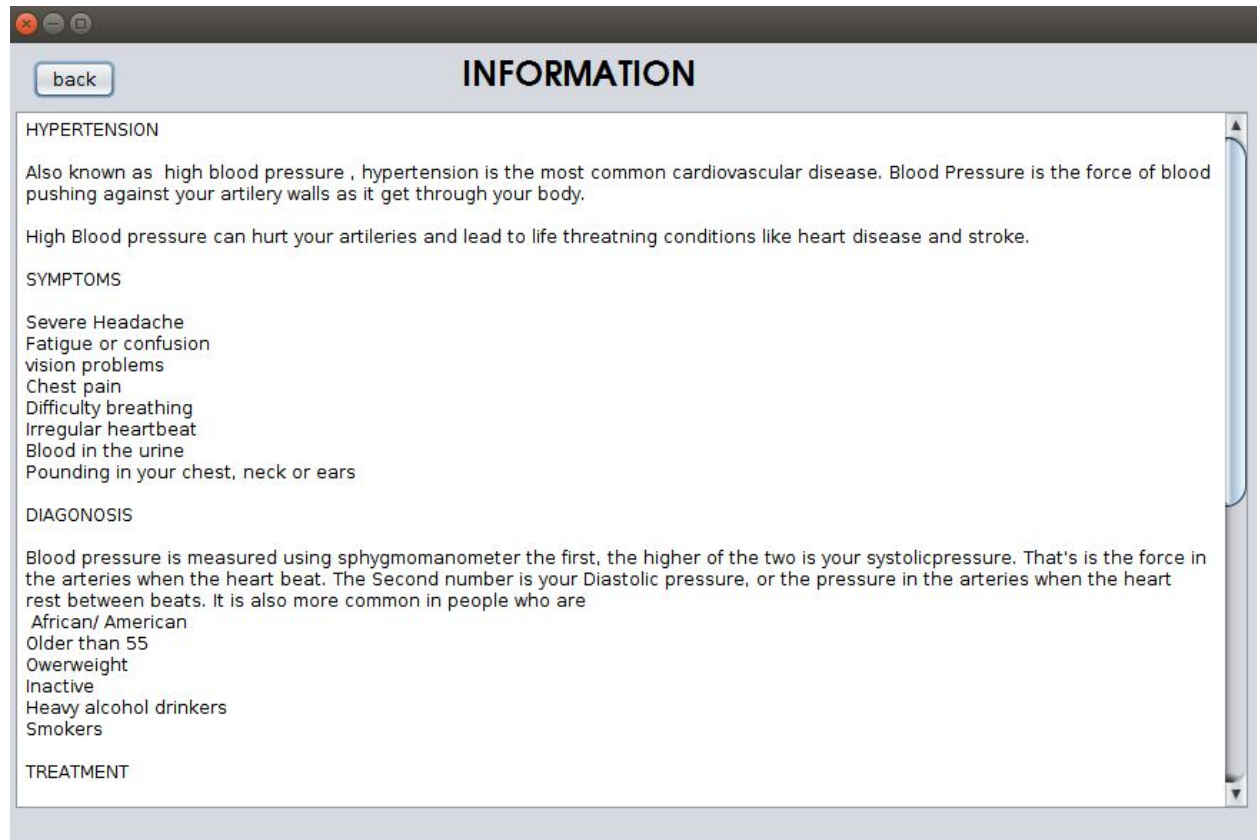 back
INFORMATION
HYPERTENSION
Also known as  high blood pressure , hypertension is the most common cardiovascular disease. Blood Pressure is the force of blood
pushing against your artilery walls as it get through your body.
High Blood pressure can hurt your artileries and lead to life threatning conditions like heart disease and stroke.
SYMPTOMS
Severe Headache
Fatigue or confusion
vision problems
Chest pain
Difficulty breathing
Irregular heartbeat
Blood in the urine
Pounding in your chest, neck or ears
DIAGONOSIS
Blood pressure is measured using sphygmomanometer the first, the higher of the two is your systolicpressure. That's is the force in
the arteries when the heart beat. The Second number is your Diastolic pressure, or the pressure in the arteries when the heart
rest between beats. It is also more common in people who are
African/ American
Older than 55
Owerweight
Inactive
Heavy alcohol drinkers
Smokers
TREATMENT